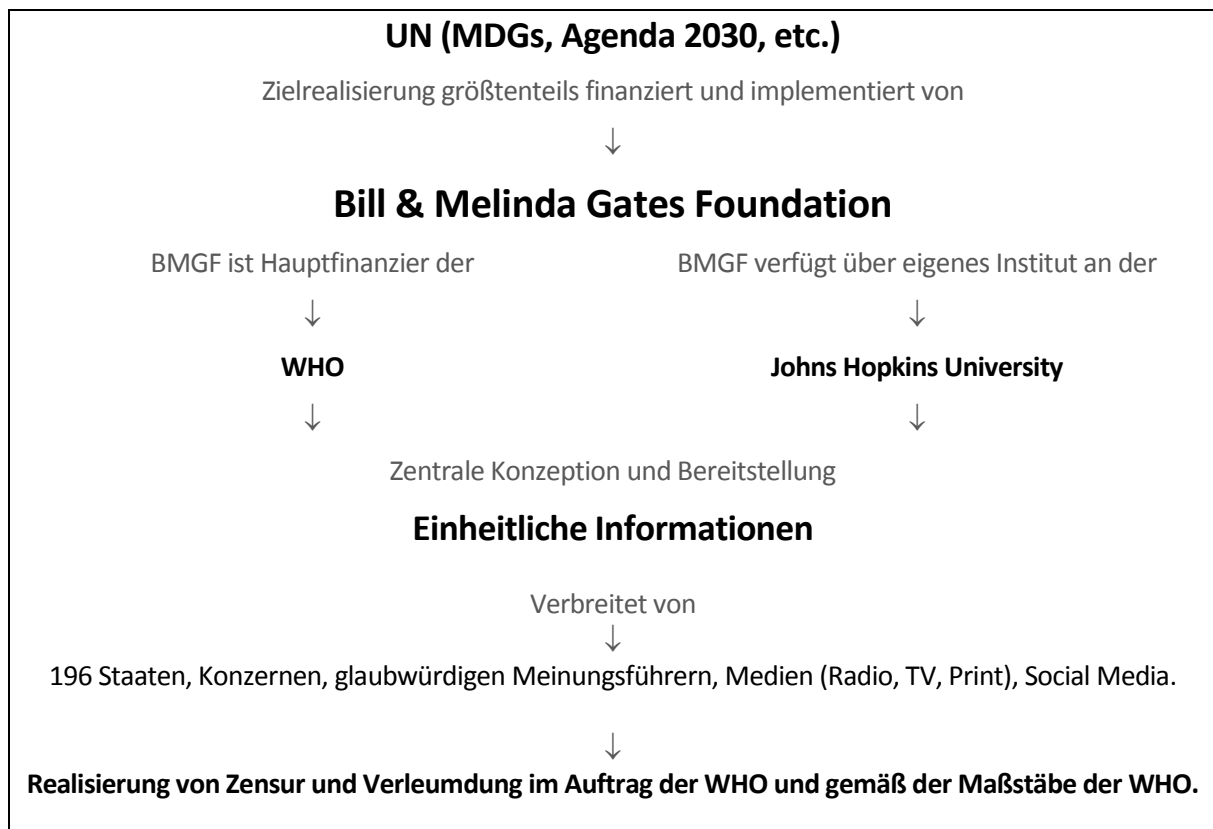 UN (MDGs, Agenda 2030, etc.)
Zielrealisierung größtenteils finanziert und implementiert von
↓
Bill & Melinda Gates Foundation
BMGF ist Hauptfinanzier der
BMGF verfügt über eigenes Institut an der
↓
↓
WHO
Johns Hopkins University
↓
↓
Zentrale Konzeption und Bereitstellung
Einheitliche Informationen
Verbreitet von
↓
196 Staaten, Konzernen, glaubwürdigen Meinungsführern, Medien (Radio, TV, Print), Social Media.
↓
Realisierung von Zensur und Verleumdung im Auftrag der WHO und gemäß der Maßstäbe der WHO.